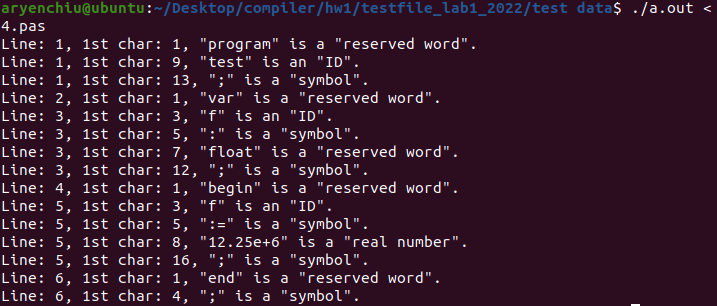 aryenchiu@ubuntu:~/Desktop/compiler/hw1/testfile_lab1_2022/test data$ ./a.out <
4.pas
Line: 1, 1st char: 1, "program" is a "reserved word".
Line: 1, 1st char: 9, "test" is an "ID".
Line: 1, 1st char: 13, ";" is a "symbol".
Line: 2, 1st char: 1, "var" is a "reserved word".
Line: 3, 1st char: 3, "f" is an "ID".
Line: 3, 1st char: 5, ":" is a "symbol".
Line: 3, 1st char: 7, "float" is a "reserved word".
Line: 3, 1st char: 12, ";" is a "symbol".
Line: 4, 1st char: 1, "begin" is a "reserved word".
Line: 5, 1st char: 3, "f" is an "ID".
Line: 5, 1st char: 5, ":=" is a "symbol".
Line: 5, 1st char: 8, "12.25e+6" is a "real number".
Line: 5, 1st char: 16, ";" is a "symbol".
Line: 6, 1st char: 1, "end" is a "reserved word".
Line: 6, 1st char: 4, ";" is a "symbol".